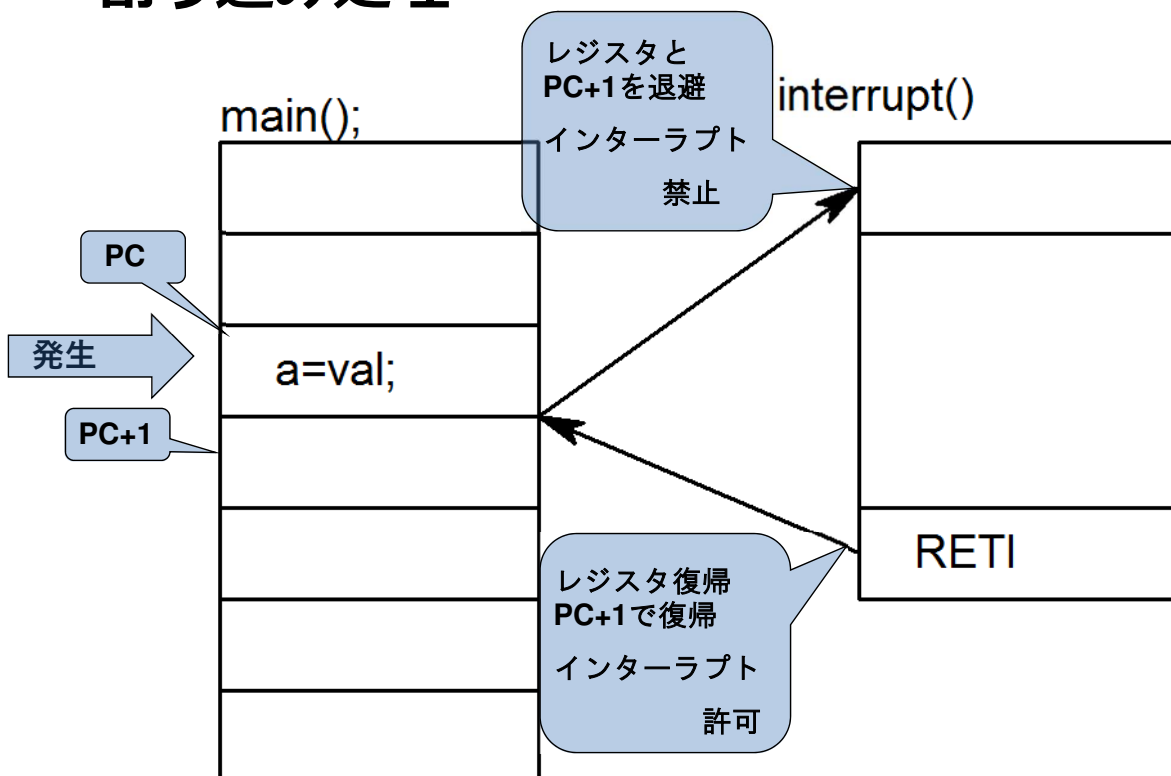 main();
interrupt()
レジスタと
PC+1を退避
インターラプト
禁止
PC
発生
a=val;
PC+1
RETI
レジスタ復帰
PC+1で復帰
インターラプト
許可